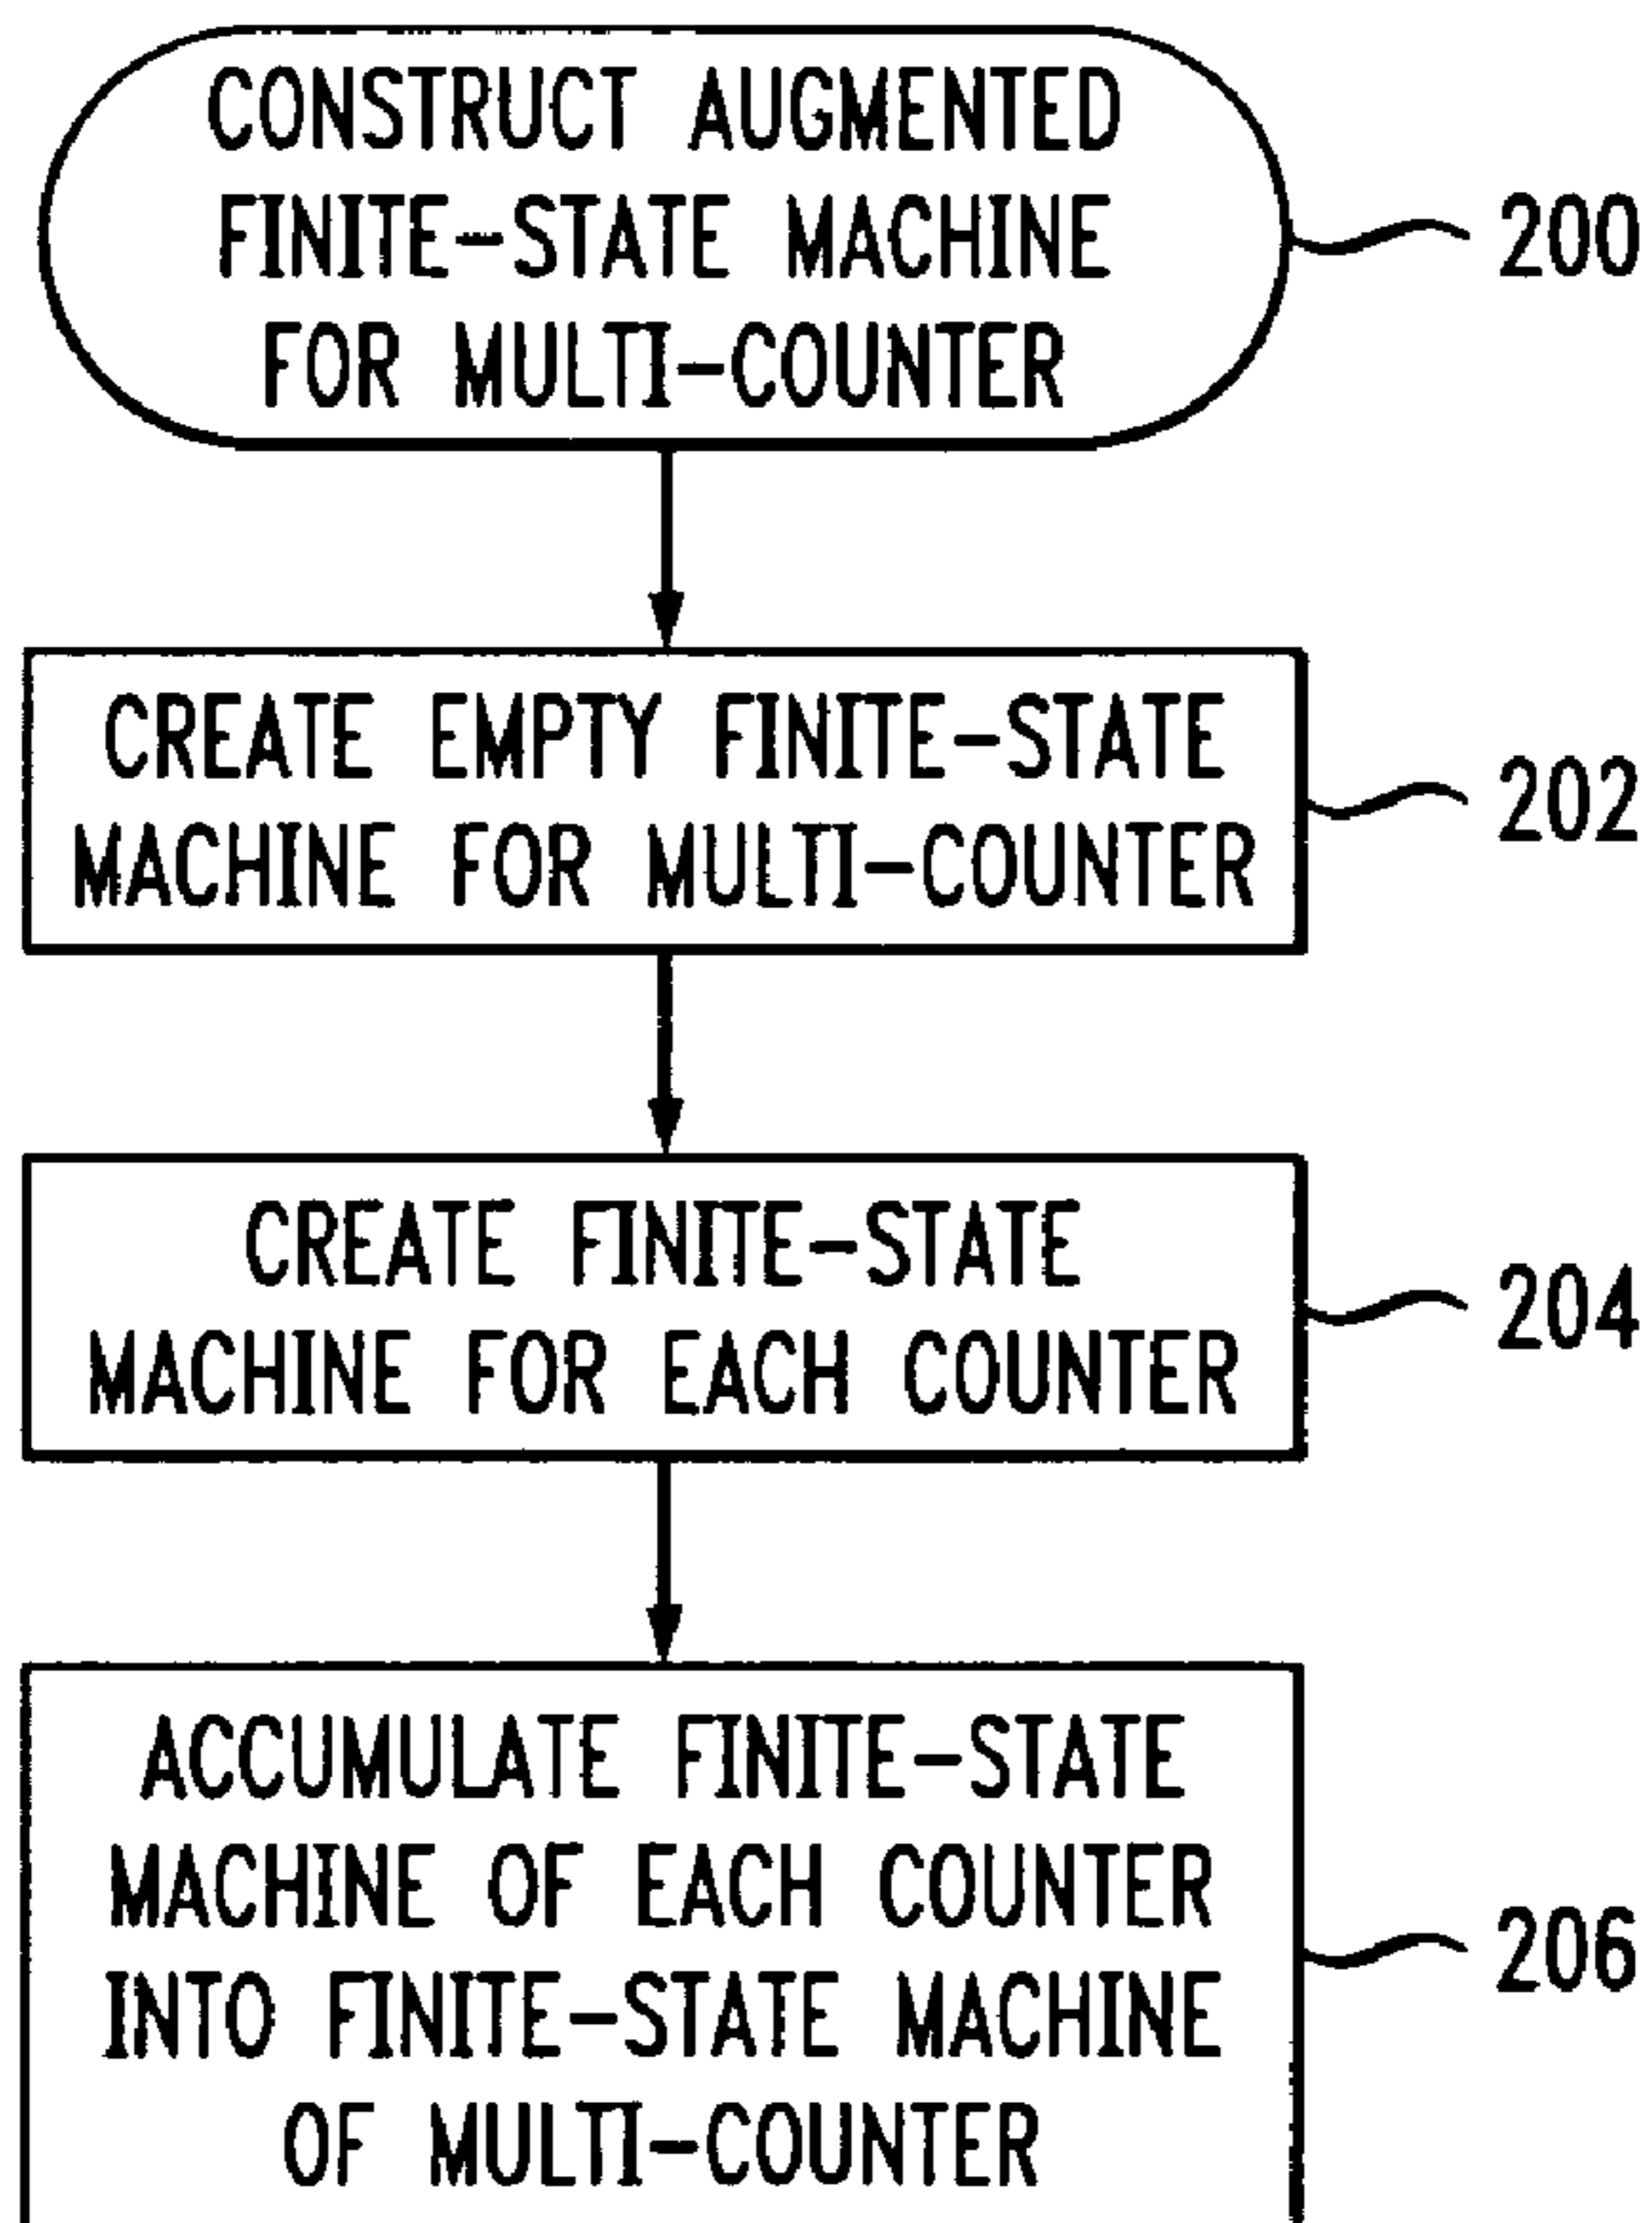 CONSTRUCT AUGMENTED
FINITE-STATE MACHINE
FOR MULTI-COUNTER
200
CREATE EMPTY FINITE-STATE
MACHINE FOR MULTI-COUNTER
202
CREATE FINITE-STATE
MACHINE FOR EACH COUNTER
204
ACCUMULATE FINITE-STATE
MACHINE OF EACH COUNTER
INTO FINITE-STATE MACHINE
OF MULTI-COUNTER
206